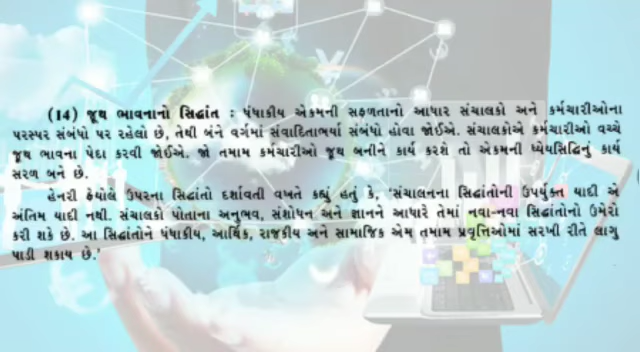 (14) જૂથ ભાવનાનો સિદ્ધાંત : ધંધાકીય એકમની સફળતાનો આધાર સંચાલકો અને કર્મચારીઓના
પરસ્પર સંબંધો પર રહેલો છે, તેથી બંને વર્ગમાં સંવાદિતાભર્યા સંબંધો હોવા જોઈએ. સંચાલકોએ કર્મચારીઓ વચ્ચે
જૂથ ભાવના પેદા કરવી જોઈએ. જો તમામ કર્મચારીઓ જૂથ બનીને કાર્ય કરશે તો એકમની ધ્યેયસિદ્ધિનું કાર્ય
સરળ બને છે.
હેનરી ફેયોલે ઉપરના સિદ્ધાંતો દર્શાવતી વખતે કહ્યું હતું કે, ‘સંચાલનના સિદ્ધાંતોની ઉપર્યુક્ત યાદી એ
અંતિમ યાદી નથી. સંચાલકો પોતાના અનુભવ, સંશોધન અને જ્ઞાનને આધારે તેમાં નવા-નવા સિદ્ધાંતોનો ઉમેરો
કરી શકે છે. આ સિદ્ધાંતોને ધંધાકીય, આર્થિક, રાજકીય અને સામાજિક એમ તમામ પ્રવૃત્તિઓમાં સરખી રીતે લાગુ
પાડી શકાય છે.’